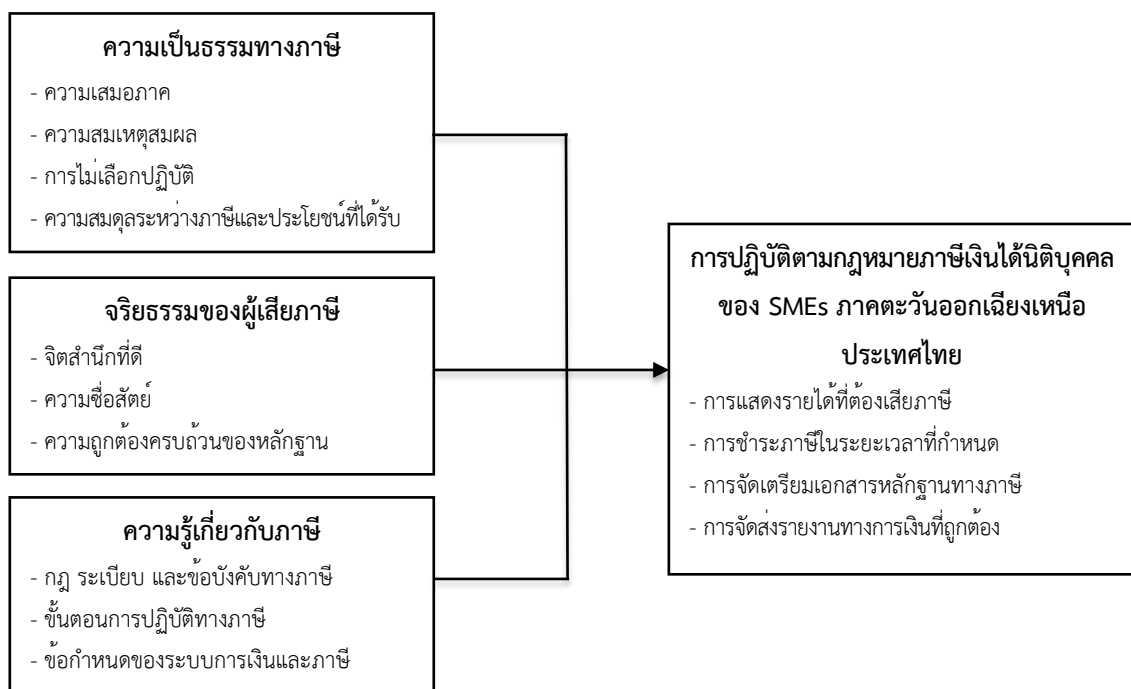 ความเป็นธรรมทางภาษี
- ความเสมอภาค
- ความสมเหตุสมผล
- การไม่เลือกปฏิบัติ
- ความสมดุลระหว่างภาษีและประโยชน์ที่ได้รับ
จริยธรรมของผู้เสียภาษี
- จิตสำนึกที่ดี
- ความซื่อสัตย์
- ความถูกต้องครบถ้วนของหลักฐาน
ความรู้เกี่ยวกับภาษี
- กฎ ระเบียบ และข้อบังคับทางภาษี
- ขั้นตอนการปฏิบัติทางภาษี
- ข้อกำหนดของระบบการเงินและภาษี
การปฏิบัติตามกฎหมายภาษีเงินได้นิติบุคคล
ของ SMEs ภาคตะวันออกเฉียงเหนือ
ประเทศไทย
- การแสดงรายได้ที่ต้องเสียภาษี
- การชำระภาษีในระยะเวลาที่กำหนด
- การจัดเตรียมเอกสารหลักฐานทางภาษี
- การจัดส่งรายงานทางการเงินที่ถูกต้อง